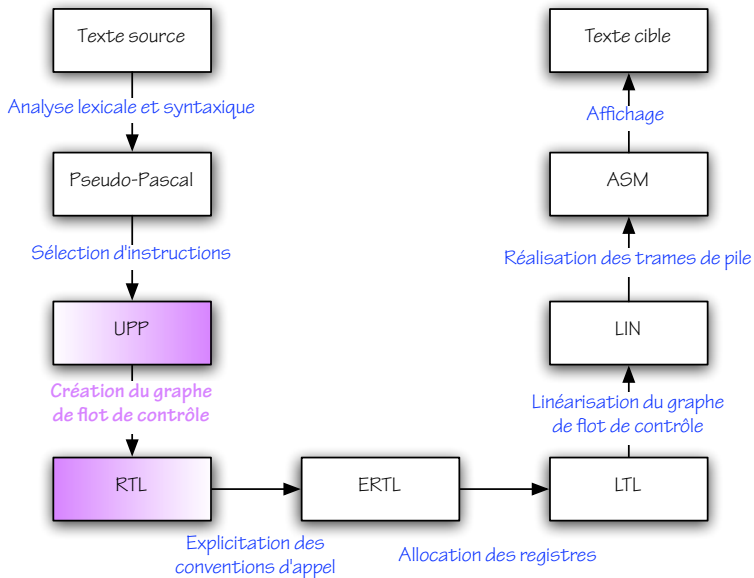 Texte source
Analyse lexicale et syntaxique
Pseudo-Pascal
Sélection d'instructions
UPP
Création du graphe
de flot de contrôle
RTL
Explicitation des
conventions d'appel
ERTL
Allocation des registres
LTL
Linéarisation du graphe
de flot de contrôle
LIN
Réalisation des trames de pile
ASM
Affichage
Texte cible